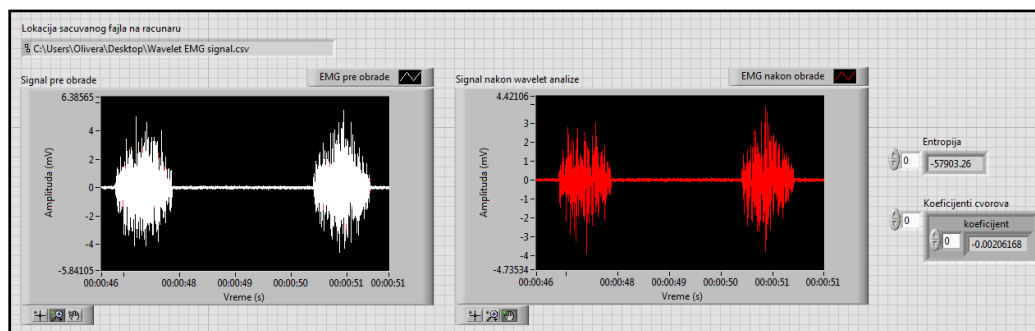 Lokacija sacuvanog fajla na racunaru
C:\Users\Olivera\Desktop\Wavelet EMG signal.csv
Signal pre obrade
EMG pre obrade
6.38565
4
2
0
-2
-4
-5.84105
Amplituda (mV)
00:00:46 00:00:48 00:00:49 00:00:50 00:00:51 00:00:51
Vreme (s)
Signal nakon wavelet analize
EMG nakon obrade
4.42106
3
2
1
0
-1
-2
-3
-4.73534
Amplituda (mV)
00:00:46 00:00:48 00:00:49 00:00:50 00:00:51 00:00:51
Vreme (s)
Entropija
0
-57903.26
Koeficijenti cvorova
0
koeficijent
0
-0.00206168